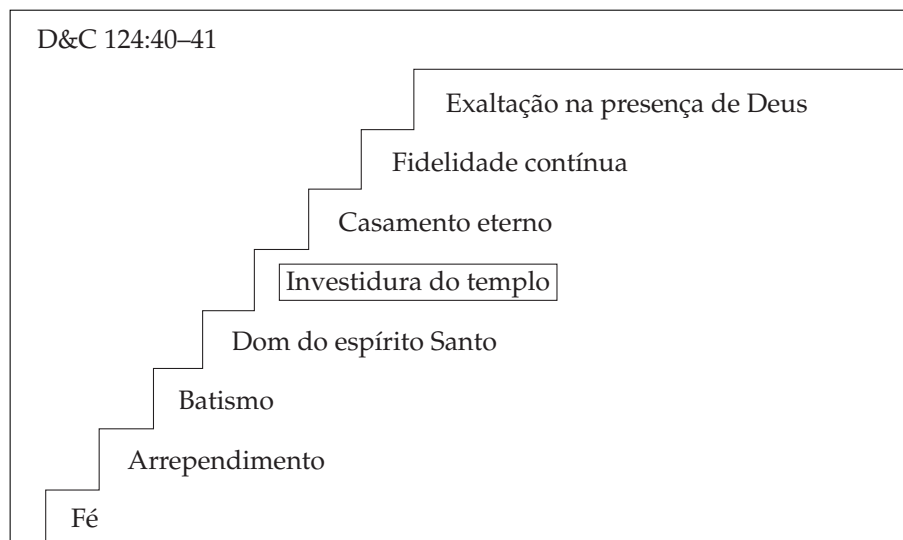 D&C 124:40–41
Exaltação na presença de Deus
Fidelidade contínua
Casamento eterno
Investidura do templo
Dom do espírito Santo
Batismo
Arrependimento
Fé